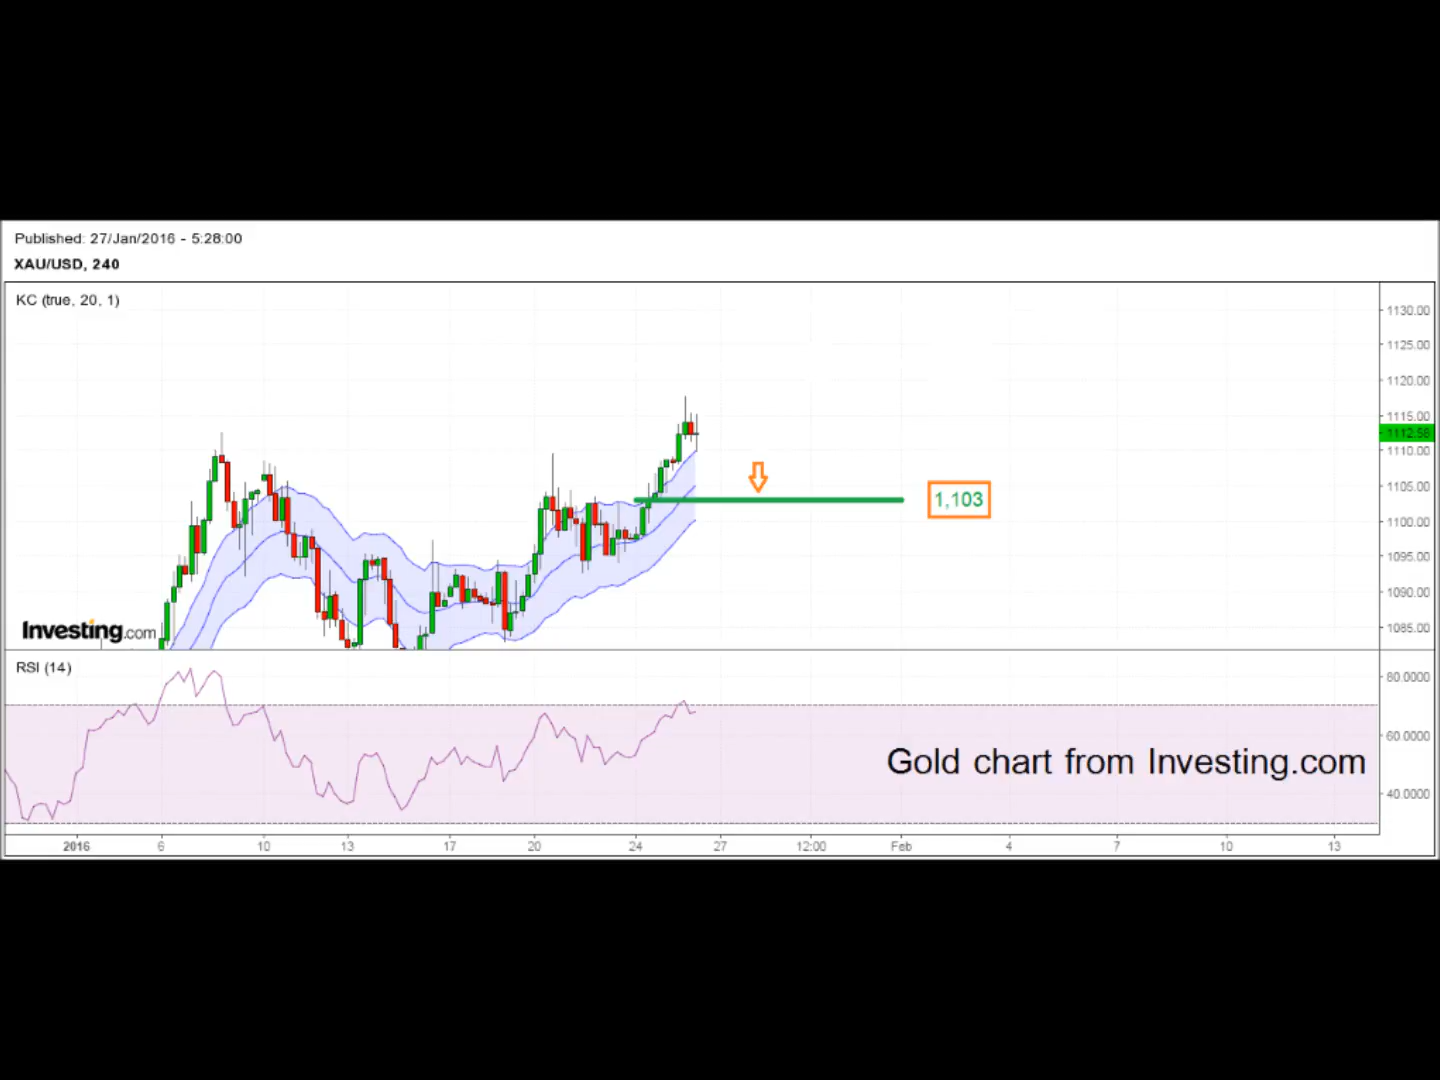 Published: 27/Jan/2016 - 5:28:00
XAU/USD, 240
KC (true, 20, 1)
1130.00
1125.00
1120.00
1115.00
1112.58
1110.00
1105.00
1,103
1100.00
1095.00
1090.00
1085.00
Investing.com
RSI (14)
80.0000
60.0000
Gold chart from Investing.com
40.0000
2016 6 10 13 17 20 24 27 12:00 Feb 4 7 10 13